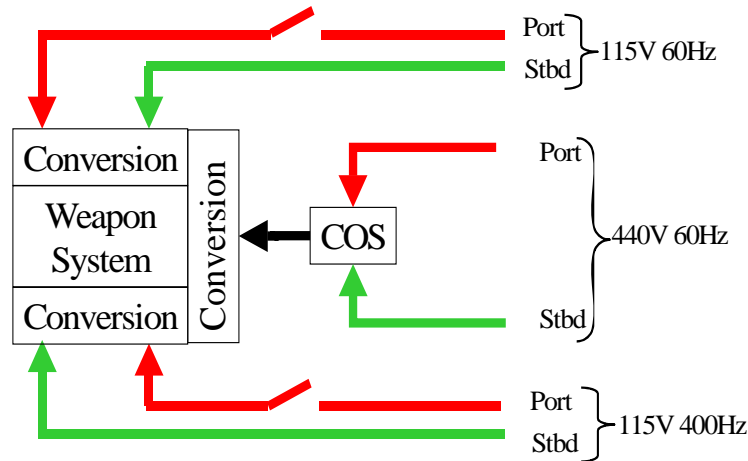 Port
Stbd
115V 60Hz
Conversion
Weapon
System
Conversion
Conversion
COS
Port
Stbd
440V 60Hz
Port
Stbd
115V 400Hz